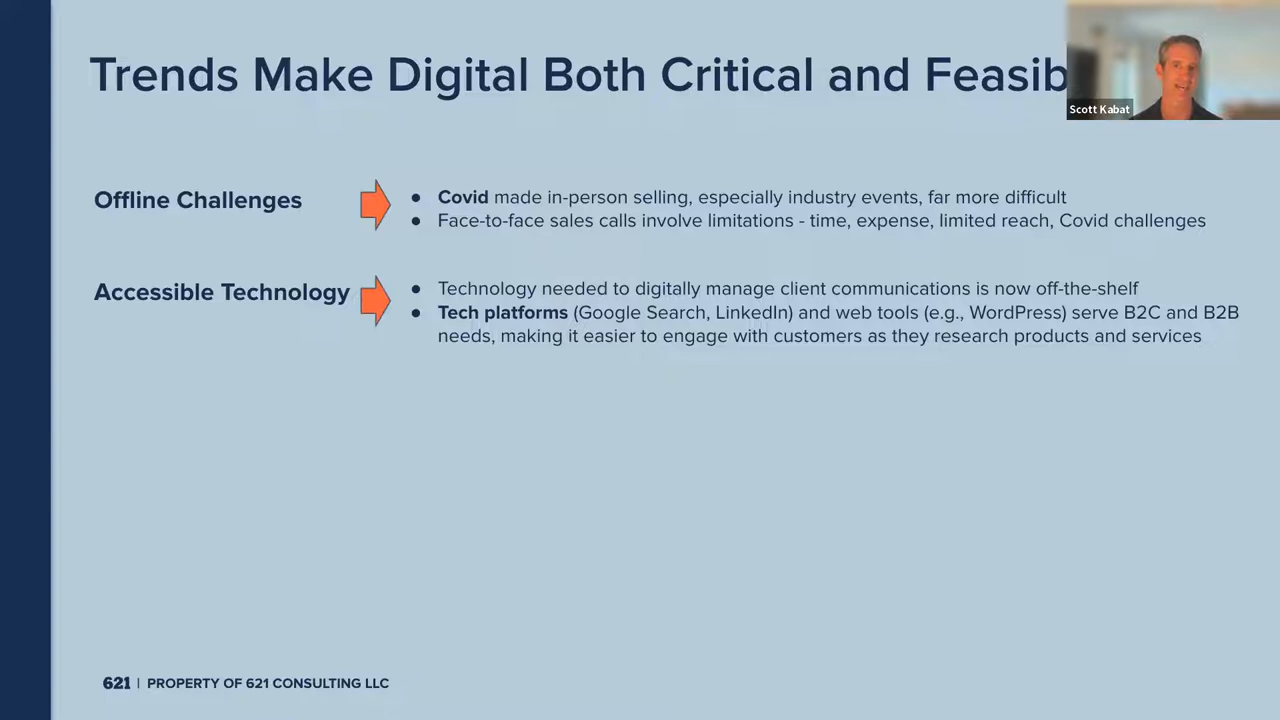 Trends Make Digital Both Critical and Feasib
Scott Kabat
Offline Challenges
● Covid made in-person selling, especially industry events, far more difficult
● Face-to-face sales calls involve limitations - time, expense, limited reach, Covid challenges
Accessible Technology
● Technology needed to digitally manage client communications is now off-the-shelf
● Tech platforms (Google Search, LinkedIn) and web tools (e.g., WordPress) serve B2C and B2B
needs, making it easier to engage with customers as they research products and services
621 | PROPERTY OF 621 CONSULTING LLC